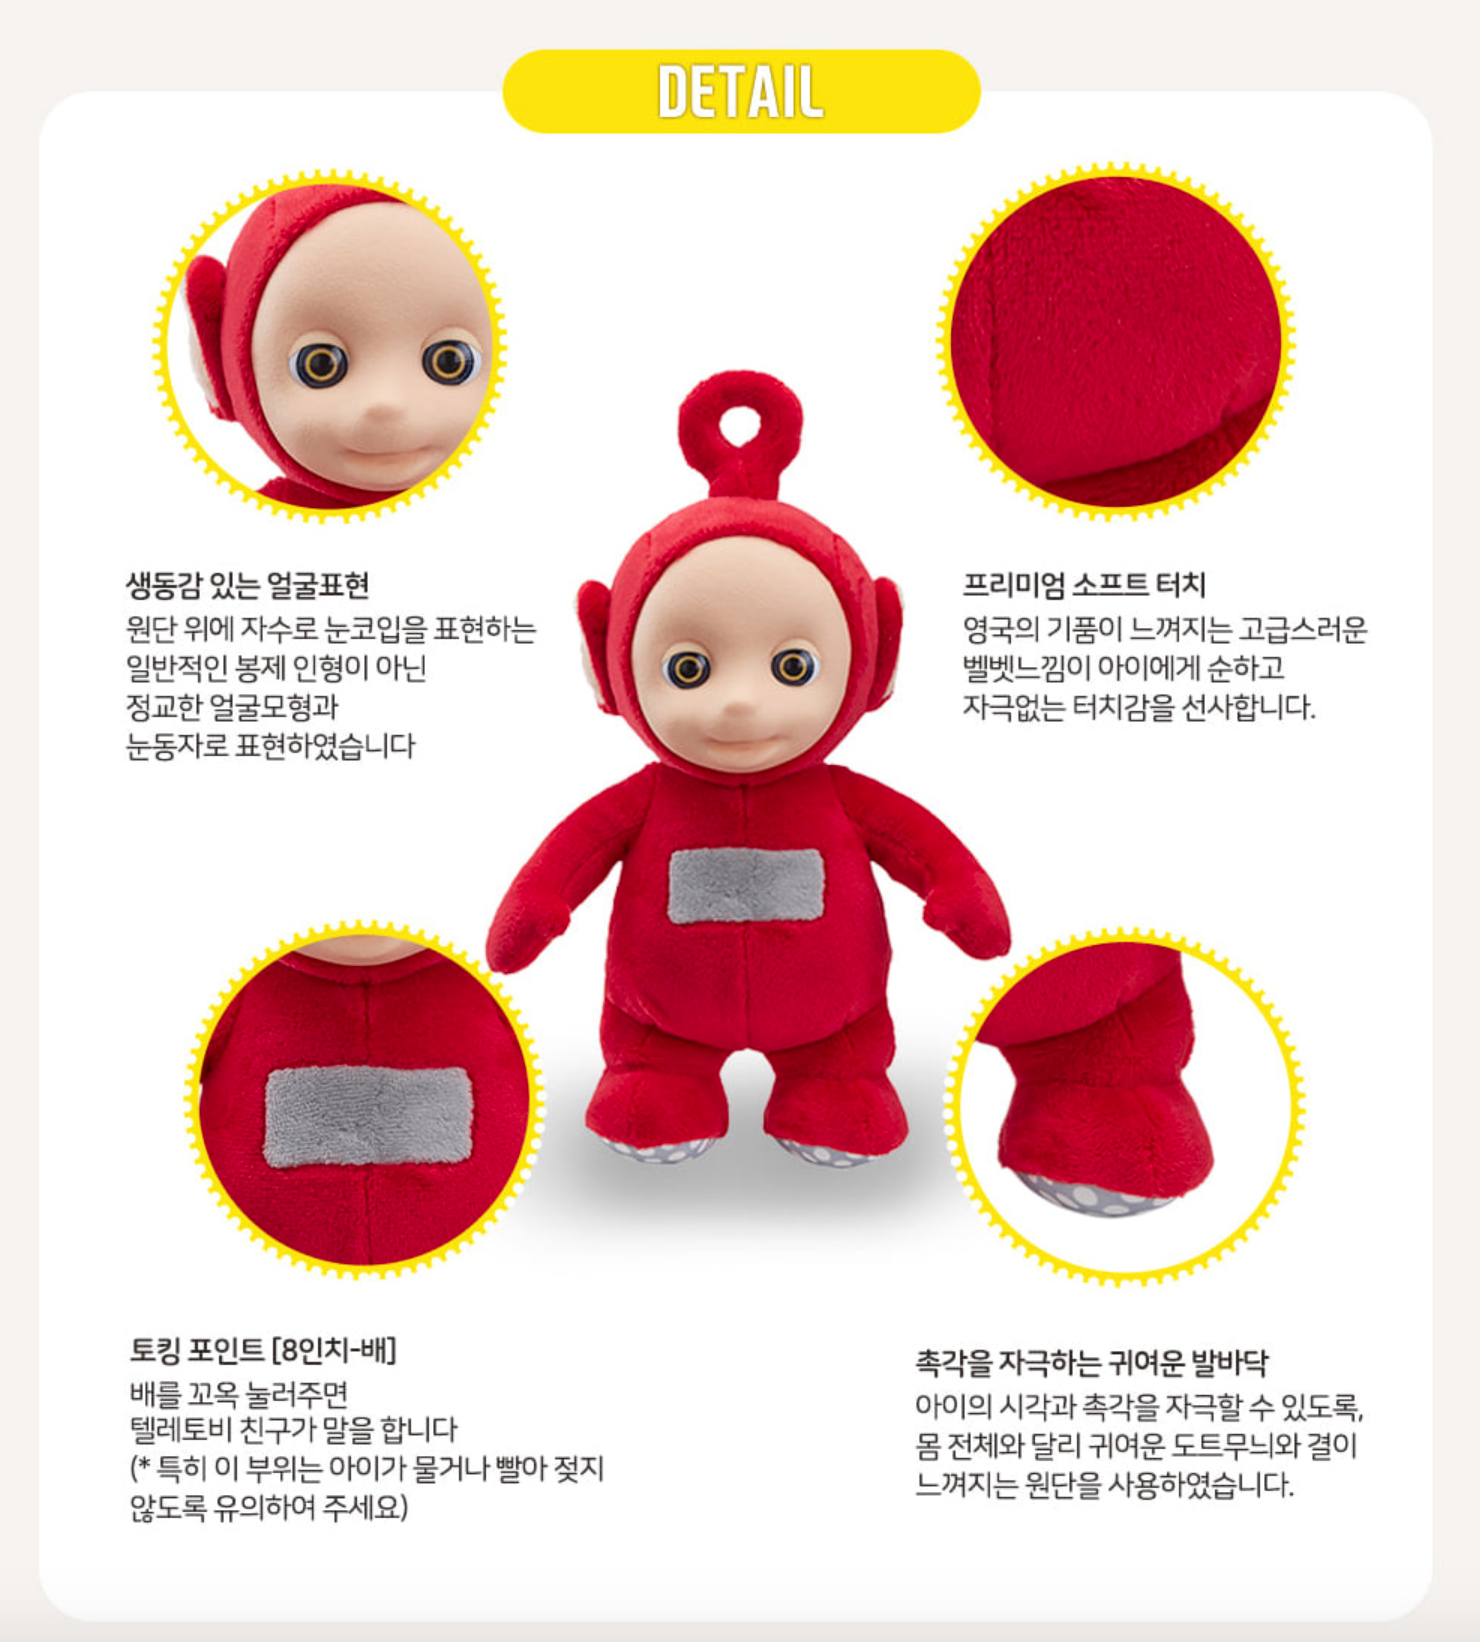 DETAIL
생동감 있는 얼굴표현
원단 위에 자수로 눈코입을 표현하는
일반적인 봉제 인형이 아닌
정교한 얼굴모형과
눈동자로 표현하였습니다
프리미엄 소프트 터치
영국의 기품이 느껴지는 고급스러운
벨벳느낌이 아이에게 순하고
자극없는 터치감을 선사합니다.
토킹 포인트 [8인치-배]
배를 꼬옥 눌러주면
텔레토비 친구가 말을 합니다
(* 특히 이 부위는 아이가 물거나 빨아 젖지
않도록 유의하여 주세요)
촉각을 자극하는 귀여운 발바닥
아이의 시각과 촉각을 자극할 수 있도록,
몸 전체와 달리 귀여운 도트무늬와 결이
느껴지는 원단을 사용하였습니다.